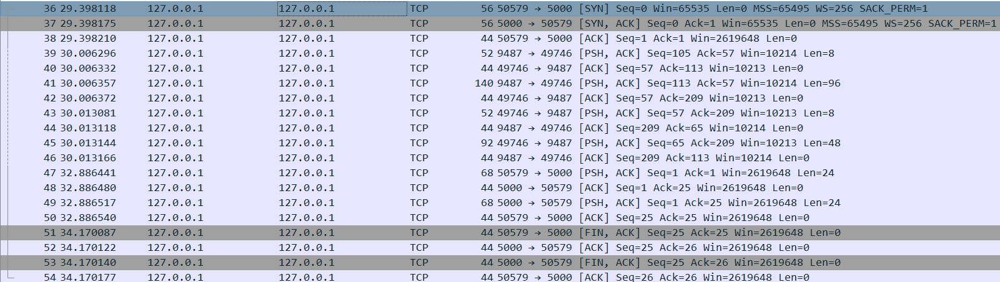 36 29.398118 127.0.0.1 127.0.0.1 TCP 56 50579 → 5000 [SYN] Seq=0 Win=65535 Len=0 MSS=65495 WS=256 SACK_PERM=1
37 29.398175 127.0.0.1 127.0.0.1 TCP 56 5000 → 50579 [SYN, ACK] Seq=0 Ack=1 Win=65535 Len=0 MSS=65495 WS=256 SACK_PERM=1
38 29.398210 127.0.0.1 127.0.0.1 TCP 44 50579 → 5000 [ACK] Seq=1 Ack=1 Win=2619648 Len=0
39 30.006296 127.0.0.1 127.0.0.1 TCP 52 9487 → 49746 [PSH, ACK] Seq=105 Ack=57 Win=10214 Len=8
40 30.006332 127.0.0.1 127.0.0.1 TCP 44 49746 → 9487 [ACK] Seq=57 Ack=113 Win=10213 Len=0
41 30.006357 127.0.0.1 127.0.0.1 TCP 140 9487 → 49746 [PSH, ACK] Seq=113 Ack=57 Win=10214 Len=96
42 30.006372 127.0.0.1 127.0.0.1 TCP 44 49746 → 9487 [ACK] Seq=57 Ack=209 Win=10213 Len=0
43 30.013081 127.0.0.1 127.0.0.1 TCP 52 49746 → 9487 [PSH, ACK] Seq=57 Ack=209 Win=10213 Len=8
44 30.013118 127.0.0.1 127.0.0.1 TCP 44 9487 → 49746 [ACK] Seq=209 Ack=65 Win=10214 Len=0
45 30.013144 127.0.0.1 127.0.0.1 TCP 92 49746 → 9487 [PSH, ACK] Seq=65 Ack=209 Win=10213 Len=48
46 30.013166 127.0.0.1 127.0.0.1 TCP 44 9487 → 49746 [ACK] Seq=209 Ack=113 Win=10214 Len=0
47 32.886441 127.0.0.1 127.0.0.1 TCP 68 50579 → 5000 [PSH, ACK] Seq=1 Ack=1 Win=2619648 Len=24
48 32.886480 127.0.0.1 127.0.0.1 TCP 44 5000 → 50579 [ACK] Seq=1 Ack=25 Win=2619648 Len=0
49 32.886517 127.0.0.1 127.0.0.1 TCP 68 5000 → 50579 [PSH, ACK] Seq=1 Ack=25 Win=2619648 Len=24
50 32.886540 127.0.0.1 127.0.0.1 TCP 44 50579 → 5000 [ACK] Seq=25 Ack=25 Win=2619648 Len=0
51 34.170087 127.0.0.1 127.0.0.1 TCP 44 50579 → 5000 [FIN, ACK] Seq=25 Ack=25 Win=2619648 Len=0
52 34.170122 127.0.0.1 127.0.0.1 TCP 44 5000 → 50579 [ACK] Seq=25 Ack=26 Win=2619648 Len=0
53 34.170140 127.0.0.1 127.0.0.1 TCP 44 5000 → 50579 [FIN, ACK] Seq=25 Ack=26 Win=2619648 Len=0
54 34.170177 127.0.0.1 127.0.0.1 TCP 44 50579 → 5000 [ACK] Seq=26 Ack=26 Win=2619648 Len=0